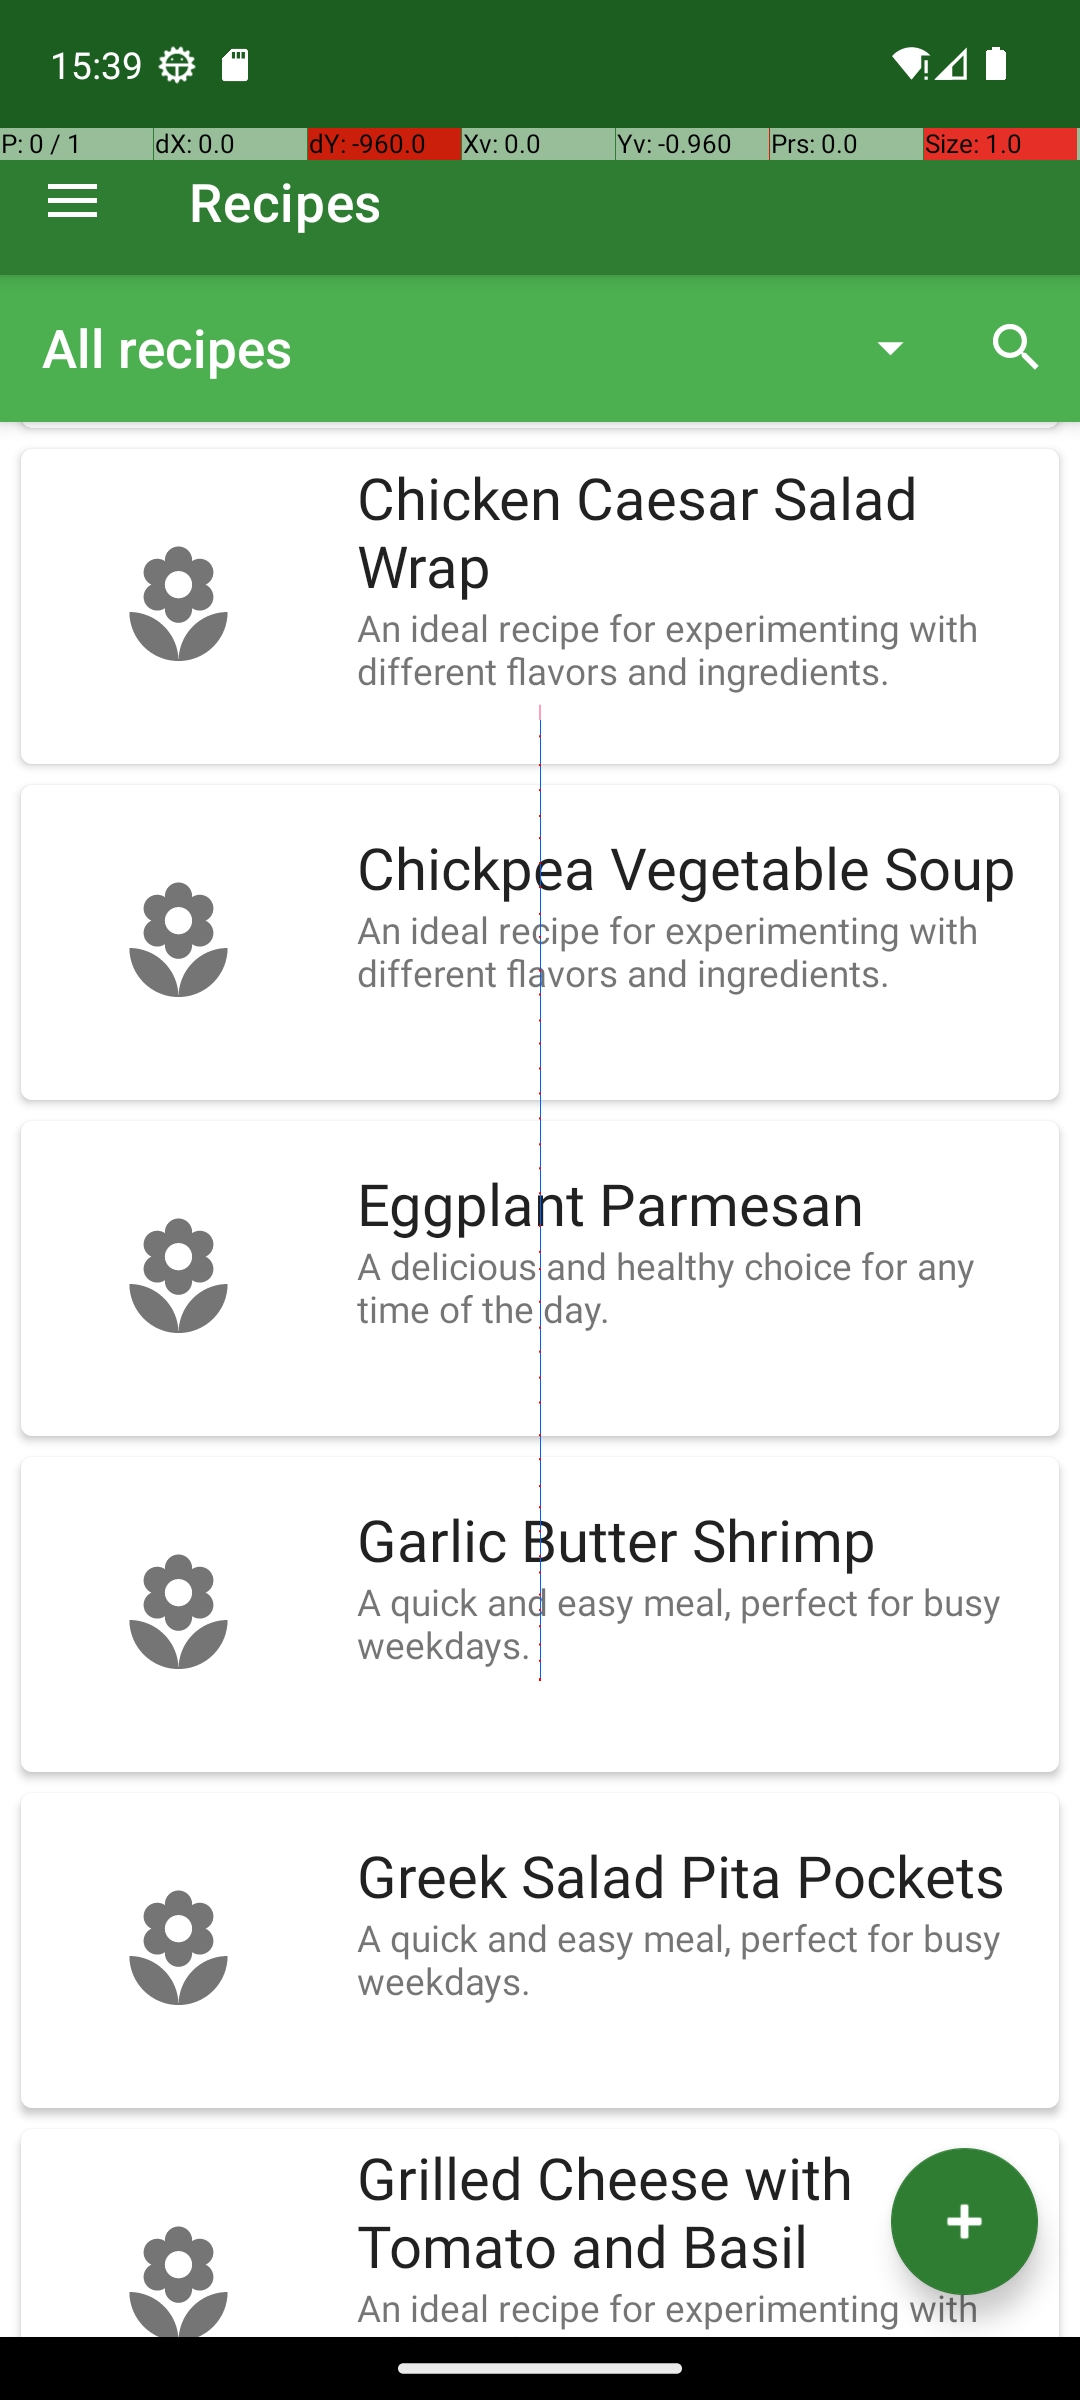 15:39
P: 0 / 1 dX: 0.0 dY: -960.0 Xv: 0.0 Yv: -0.960 Prs: 0.0 Size: 1.0
Recipes
All recipes
Chicken Caesar Salad
Wrap
An ideal recipe for experimenting with
different flavors and ingredients.
Chickpea Vegetable Soup
An ideal recipe for experimenting with
different flavors and ingredients.
Eggplant Parmesan
A delicious and healthy choice for any
time of the day.
Garlic Butter Shrimp
A quick and easy meal, perfect for busy
weekdays.
Greek Salad Pita Pockets
A quick and easy meal, perfect for busy
weekdays.
Grilled Cheese with
Tomato and Basil
An ideal recipe for experimenting with